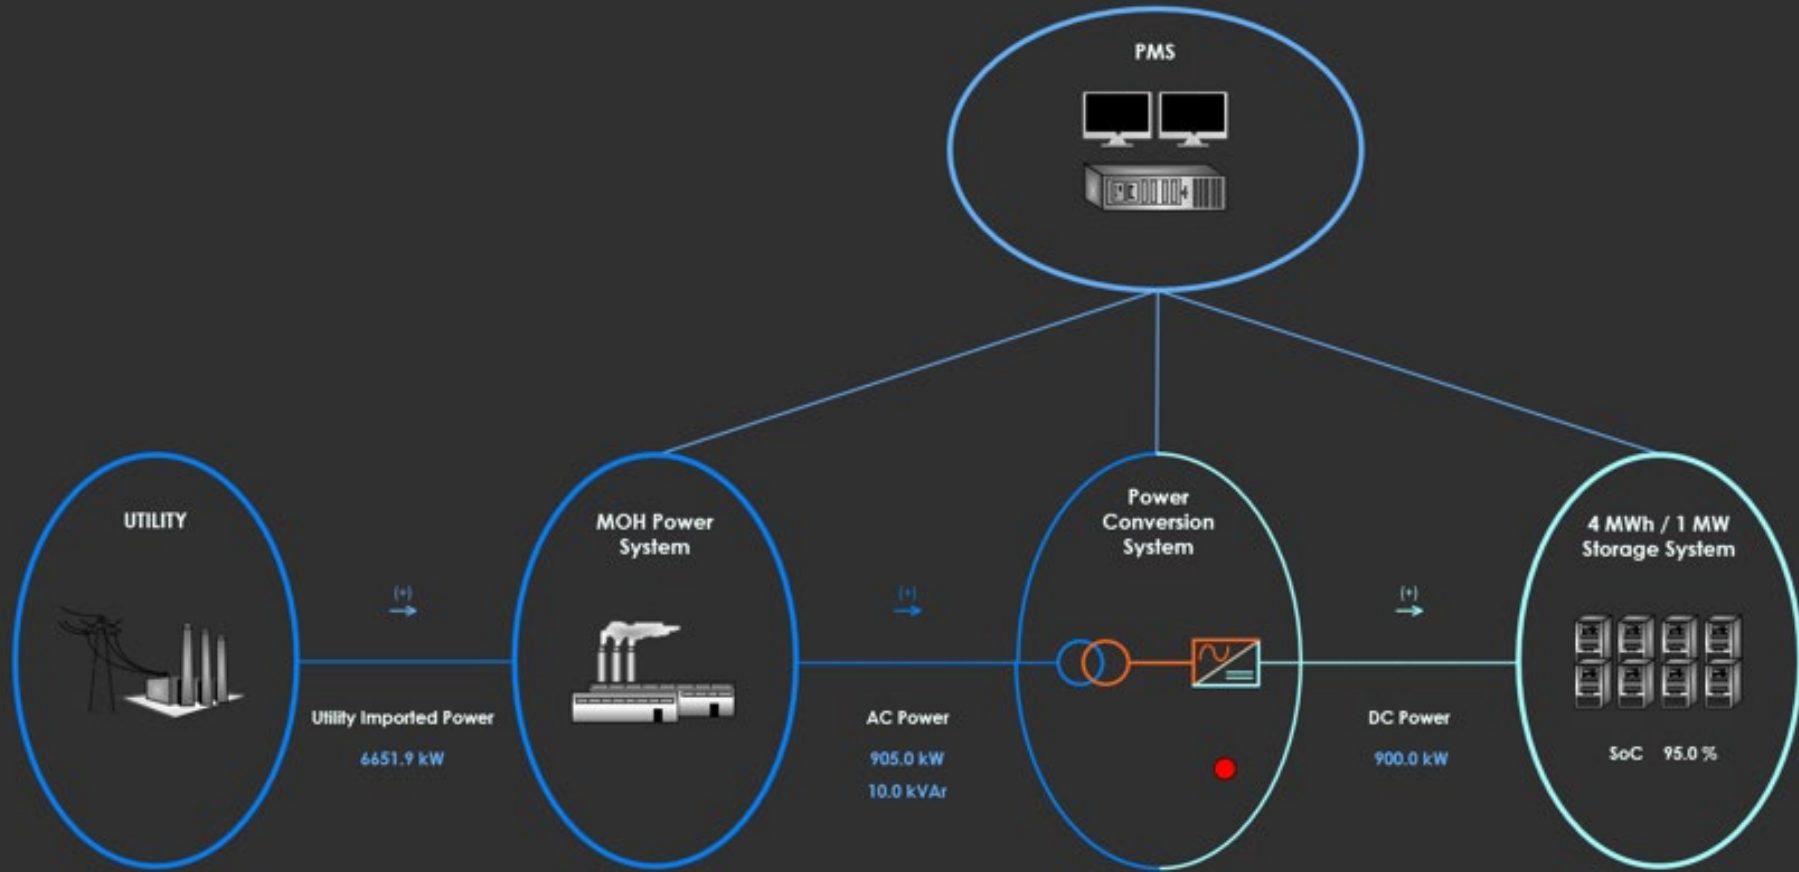 PMS
UTILITY
MOH Power
System
Power
Conversion
System
4 MWh / 1 MW
Storage System
(+)
(+)
(+)
Utility Imported Power
6651.9 kW
AC Power
905.0 kW
10.0 kVAr
DC Power
900.0 kW
SoC 95.0 %